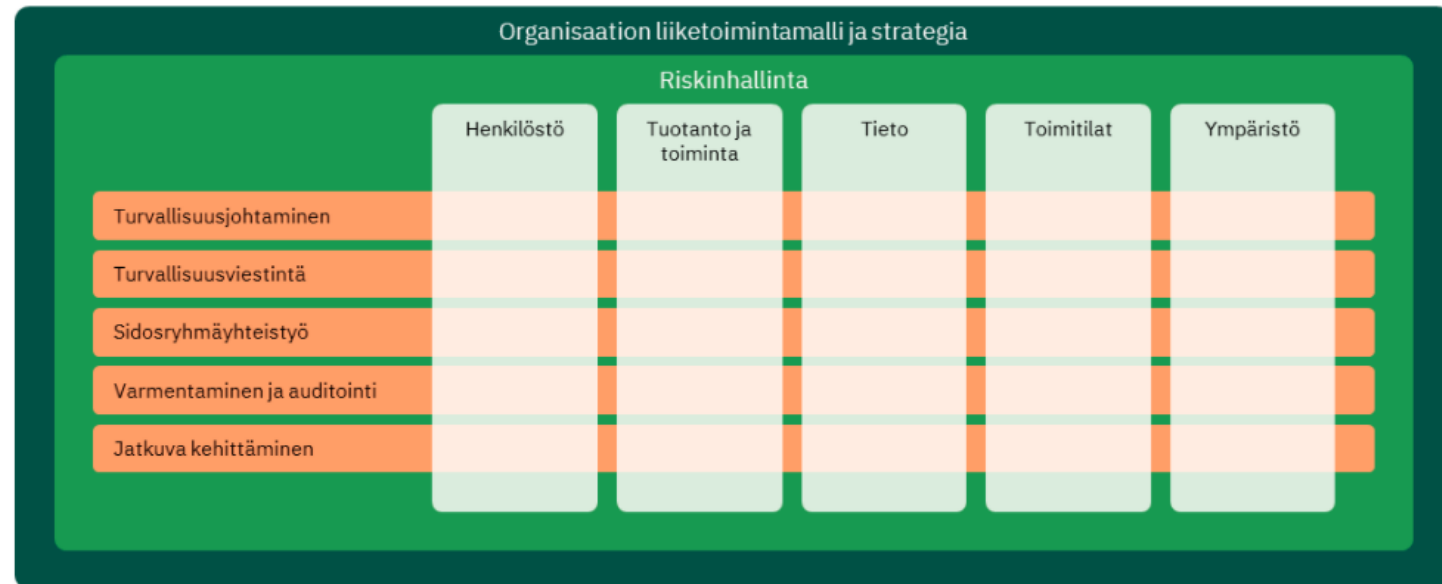 Organisaation liiketoimintamalli ja strategia
Riskinhallinta
Henkilöstö
Tuotanto ja
toiminta
Tieto
Toimitilat
Ympäristö
Turvallisuusjohtaminen
Turvallisuusviestintä
Sidosryhmäyhteistyö
Varmentaminen ja auditointi
Jatkuva kehittäminen